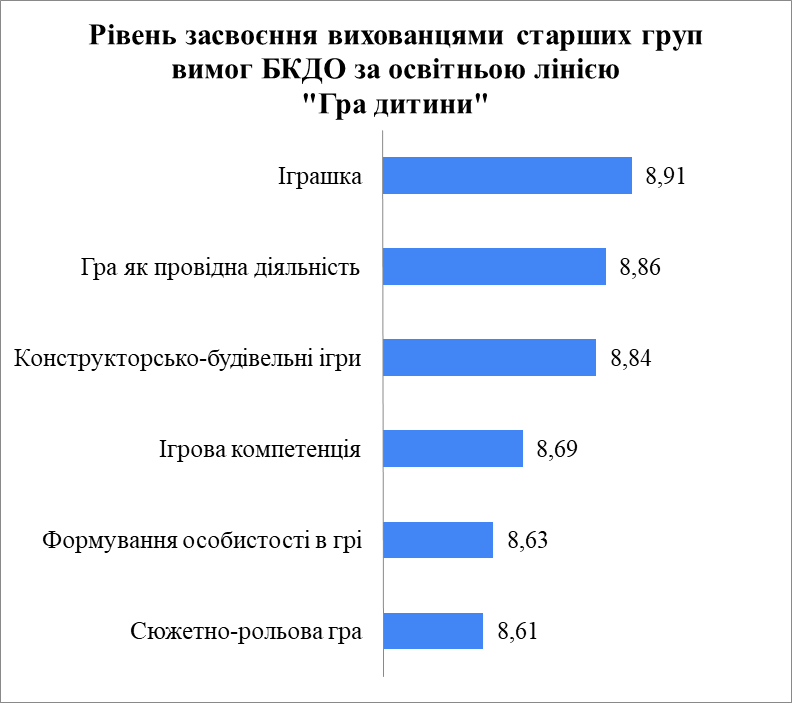 Рівень засвоєння вихованцями старших груп
вимог БКДО за освітньою лінією
"Гра дитини"
Іграшка 8,91
Гра як провідна діяльність 8,86
Конструкторсько-будівельні ігри 8,84
Ігрова компетенція 8,69
Формування особистості в грі 8,63
Сюжетно-рольова гра 8,61